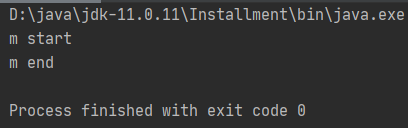 D:\java\jdk-11.0.11\Installment\bin\java.exe
m start
m end
Process finished with exit code 0